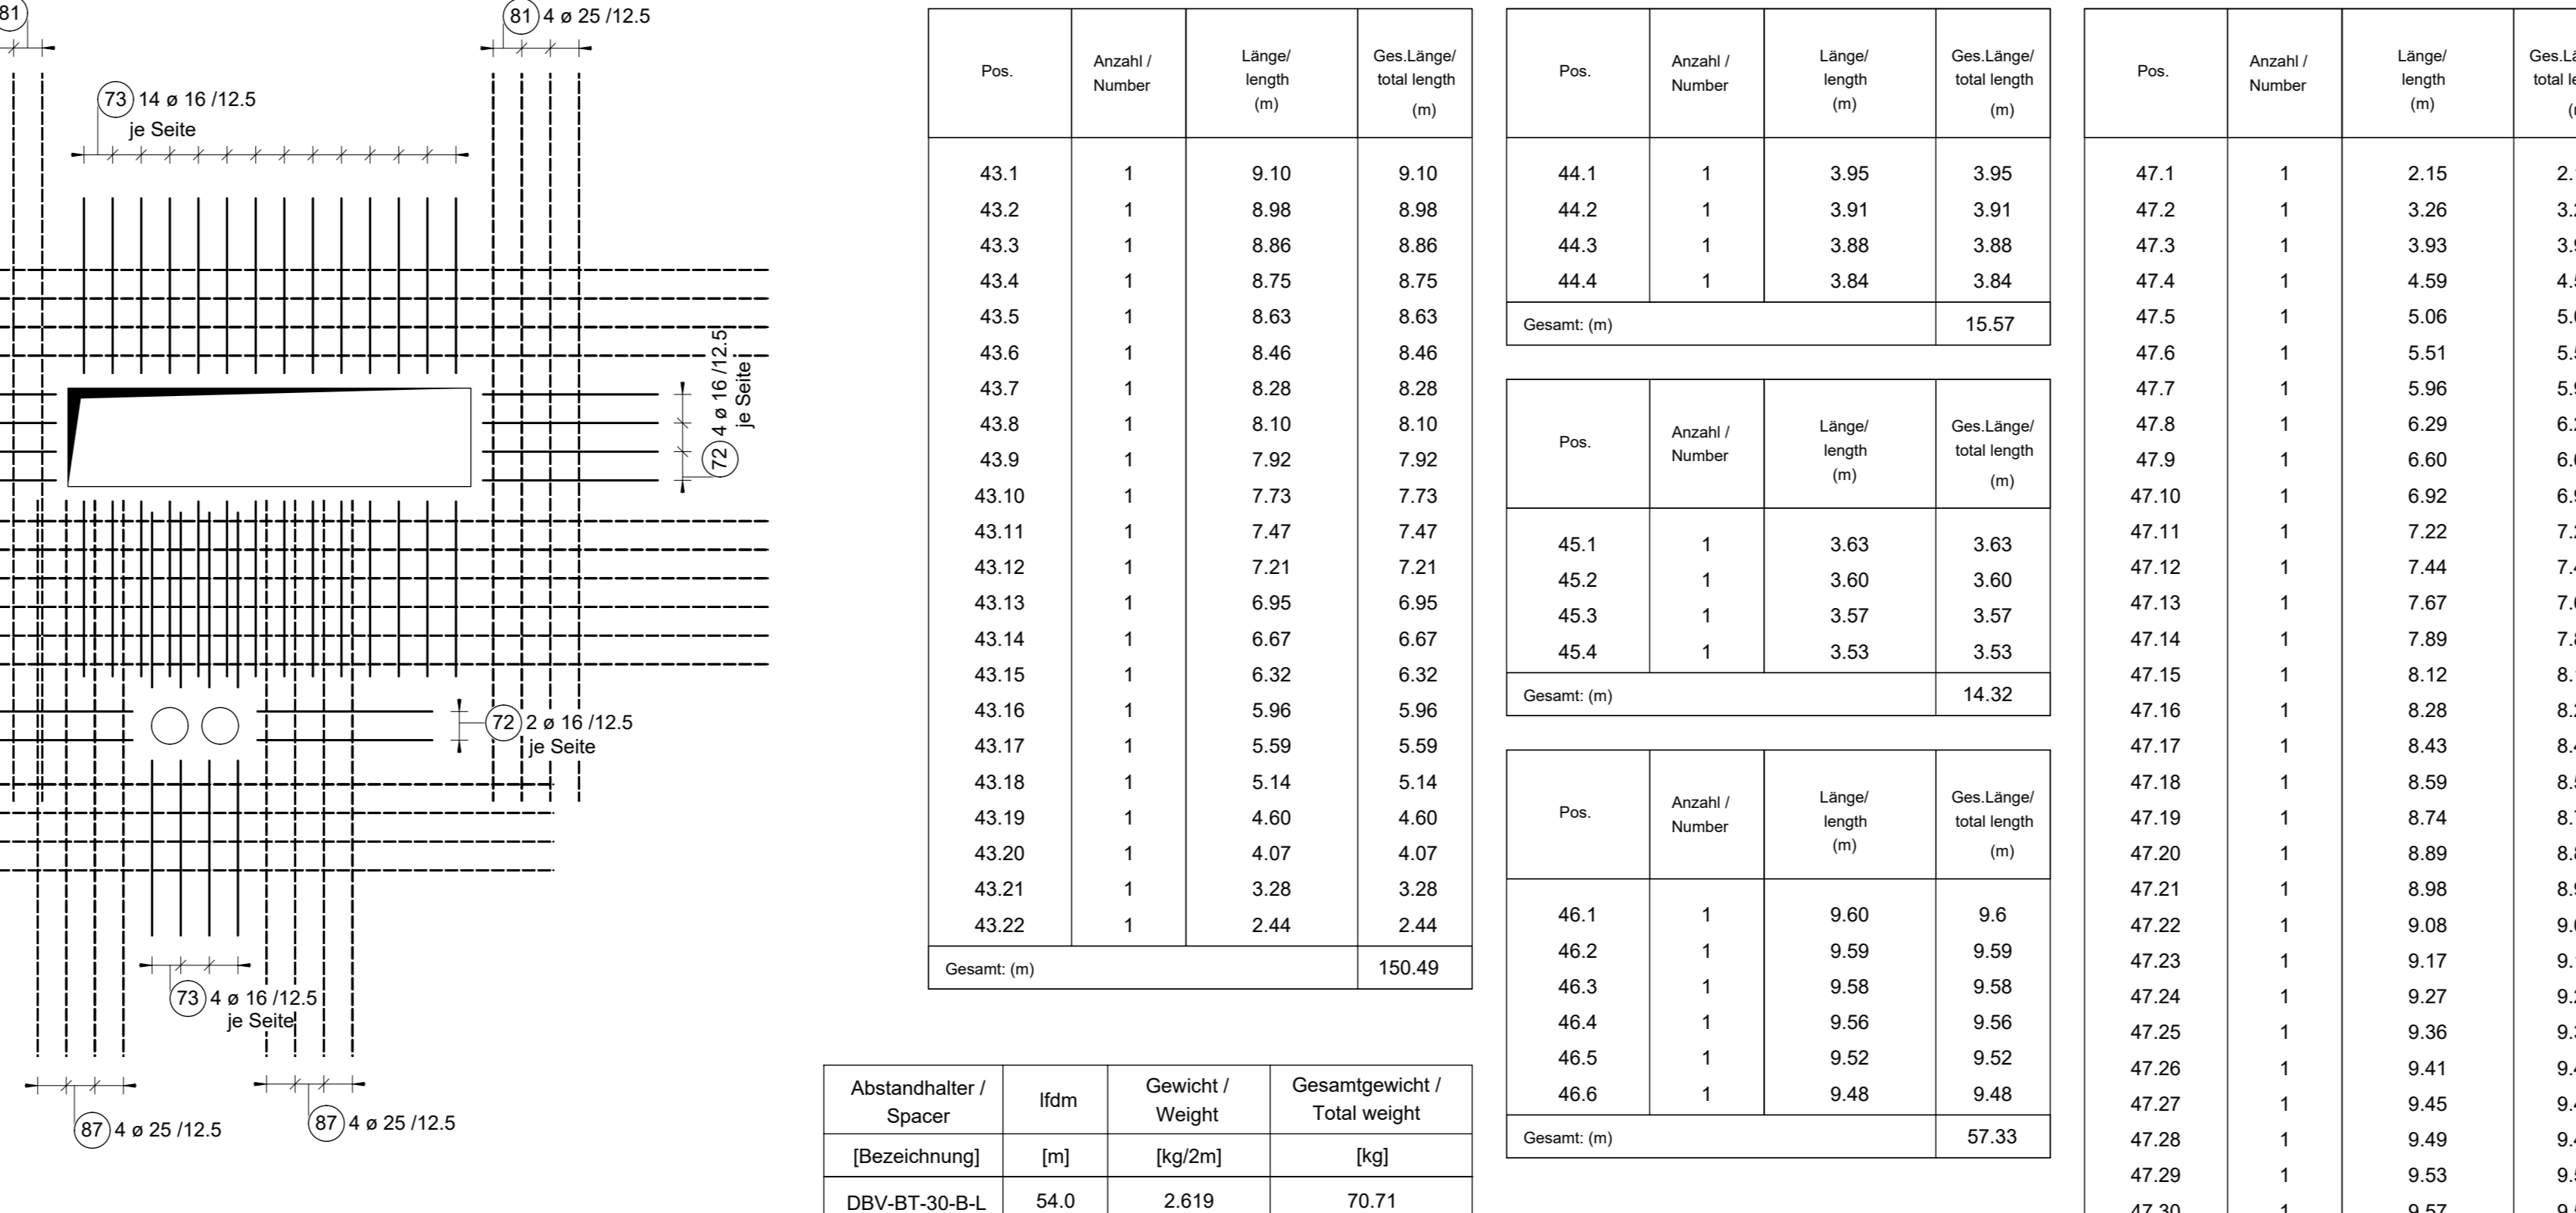 81
81 4 ø 25 /12.5
73 14 ø 16 /12.5
je Seite
72 4 ø 16 /12.5
je Seite
72 2 ø 16 /12.5
je Seite
73 4 ø 16 /12.5
je Seite
87 4 ø 25 /12.5
87 4 ø 25 /12.5
Pos. Anzahl / Number Länge/ length (m) Ges.Länge/ total length (m)
43.1 1 9.10 9.10
43.2 1 8.98 8.98
43.3 1 8.86 8.86
43.4 1 8.75 8.75
43.5 1 8.63 8.63
43.6 1 8.46 8.46
43.7 1 8.28 8.28
43.8 1 8.10 8.10
43.9 1 7.92 7.92
43.10 1 7.73 7.73
43.11 1 7.47 7.47
43.12 1 7.21 7.21
43.13 1 6.95 6.95
43.14 1 6.67 6.67
43.15 1 6.32 6.32
43.16 1 5.96 5.96
43.17 1 5.59 5.59
43.18 1 5.14 5.14
43.19 1 4.60 4.60
43.20 1 4.07 4.07
43.21 1 3.28 3.28
43.22 1 2.44 2.44
Gesamt: (m) 150.49
Abstandhalter / Spacer lfdm Gewicht / Weight Gesamtgewicht / Total weight
[Bezeichnung] [m] [kg/2m] [kg]
DBV-BT-30-B-L 54.0 2.619 70.71
Pos. Anzahl / Number Länge/ length (m) Ges.Länge/ total length (m)
44.1 1 3.95 3.95
44.2 1 3.91 3.91
44.3 1 3.88 3.88
44.4 1 3.84 3.84
Gesamt: (m) 15.57
Pos. Anzahl / Number Länge/ length (m) Ges.Länge/ total length (m)
45.1 1 3.63 3.63
45.2 1 3.60 3.60
45.3 1 3.57 3.57
45.4 1 3.53 3.53
Gesamt: (m) 14.32
Pos. Anzahl / Number Länge/ length (m) Ges.Länge/ total length (m)
46.1 1 9.60 9.6
46.2 1 9.59 9.59
46.3 1 9.58 9.58
46.4 1 9.56 9.56
46.5 1 9.52 9.52
46.6 1 9.48 9.48
Gesamt: (m) 57.33
Pos. Anzahl / Number Länge/ length (m) total
47.1 1 2.15
47.2 1 3.26
47.3 1 3.93
47.4 1 4.59
47.5 1 5.06
47.6 1 5.51
47.7 1 5.96
47.8 1 6.29
47.9 1 6.60
47.10 1 6.92
47.11 1 7.22
47.12 1 7.44
47.13 1 7.67
47.14 1 7.89
47.15 1 8.12
47.16 1 8.28
47.17 1 8.43
47.18 1 8.59
47.19 1 8.74
47.20 1 8.89
47.21 1 8.98
47.22 1 9.08
47.23 1 9.17
47.24 1 9.27
47.25 1 9.36
47.26 1 9.41
47.27 1 9.45
47.28 1 9.49
47.29 1 9.53
47.30 1 9.57